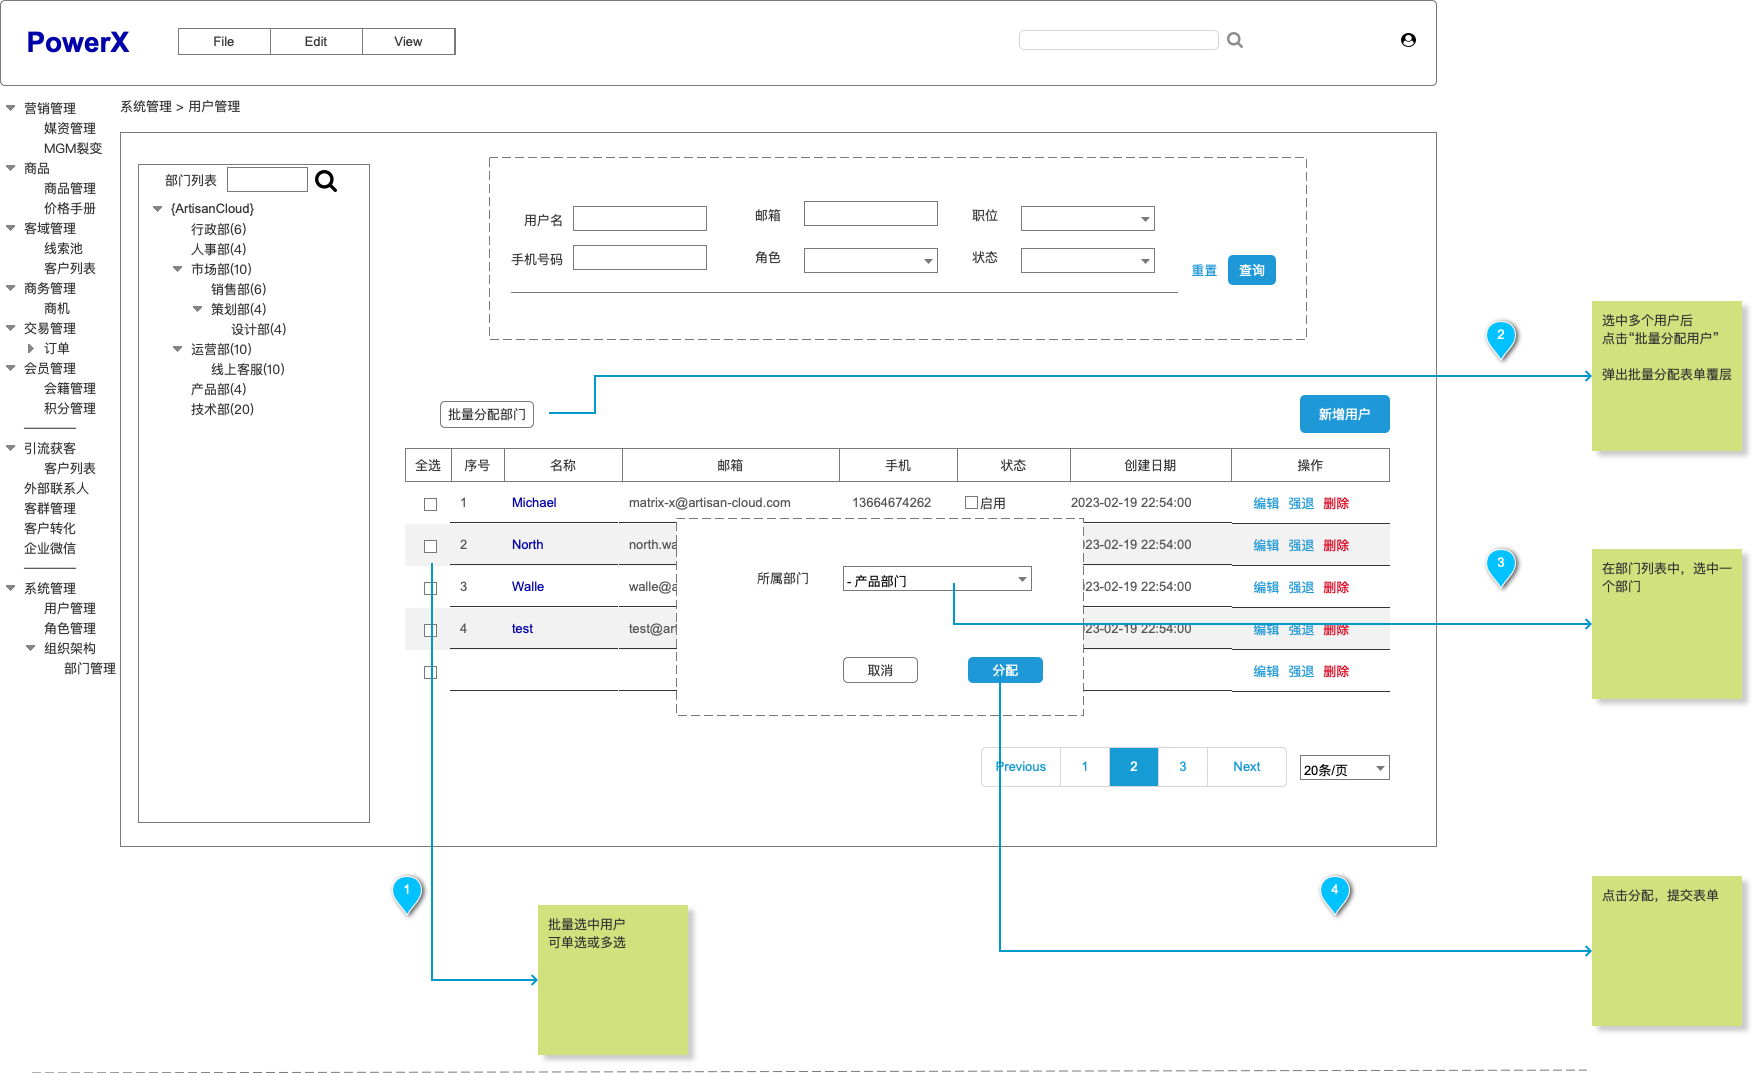 PowerX
File
Edit
View
营销管理
媒资管理
MGM裂变
商品
商品管理
价格手册
客域管理
线索池
客户列表
商务管理
商机
交易管理
订单
会员管理
会籍管理
积分管理
引流获客
客户列表
外部联系人
客群管理
客户转化
企业微信
系统管理
用户管理
角色管理
组织架构
部门管理
系统管理 > 用户管理
部门列表
{ArtisanCloud}
行政部(6)
人事部(4)
市场部(10)
销售部(6)
策划部(4)
设计部(4)
运营部(10)
线上客服(10)
产品部(4)
技术部(20)
用户名
邮箱
职位
手机号码
角色
状态
重置
查询
批量分配部门
新增用户
全选 序号 名称 邮箱 手机 状态 创建日期 操作
1 Michael matrix-x@artisan-cloud.com 13664674262 启用 2023-02-19 22:54:00 编辑 强退 删除
2 North north.wa 023-02-19 22:54:00 编辑 强退 删除
3 Walle walle@a 023-02-19 22:54:00 编辑 强退 删除
4 test test@art 023-02-19 22:54:00 编辑 强退 删除
编辑 强退 删除
所属部门
- 产品部门
取消
分配
Previous
1
2
3
Next
20条/页
1
批量选中用户
可单选或多选
2
选中多个用户后
点击“批量分配用户”
弹出批量分配表单覆层
3
在部门列表中，选中一
个部门
4
点击分配，提交表单